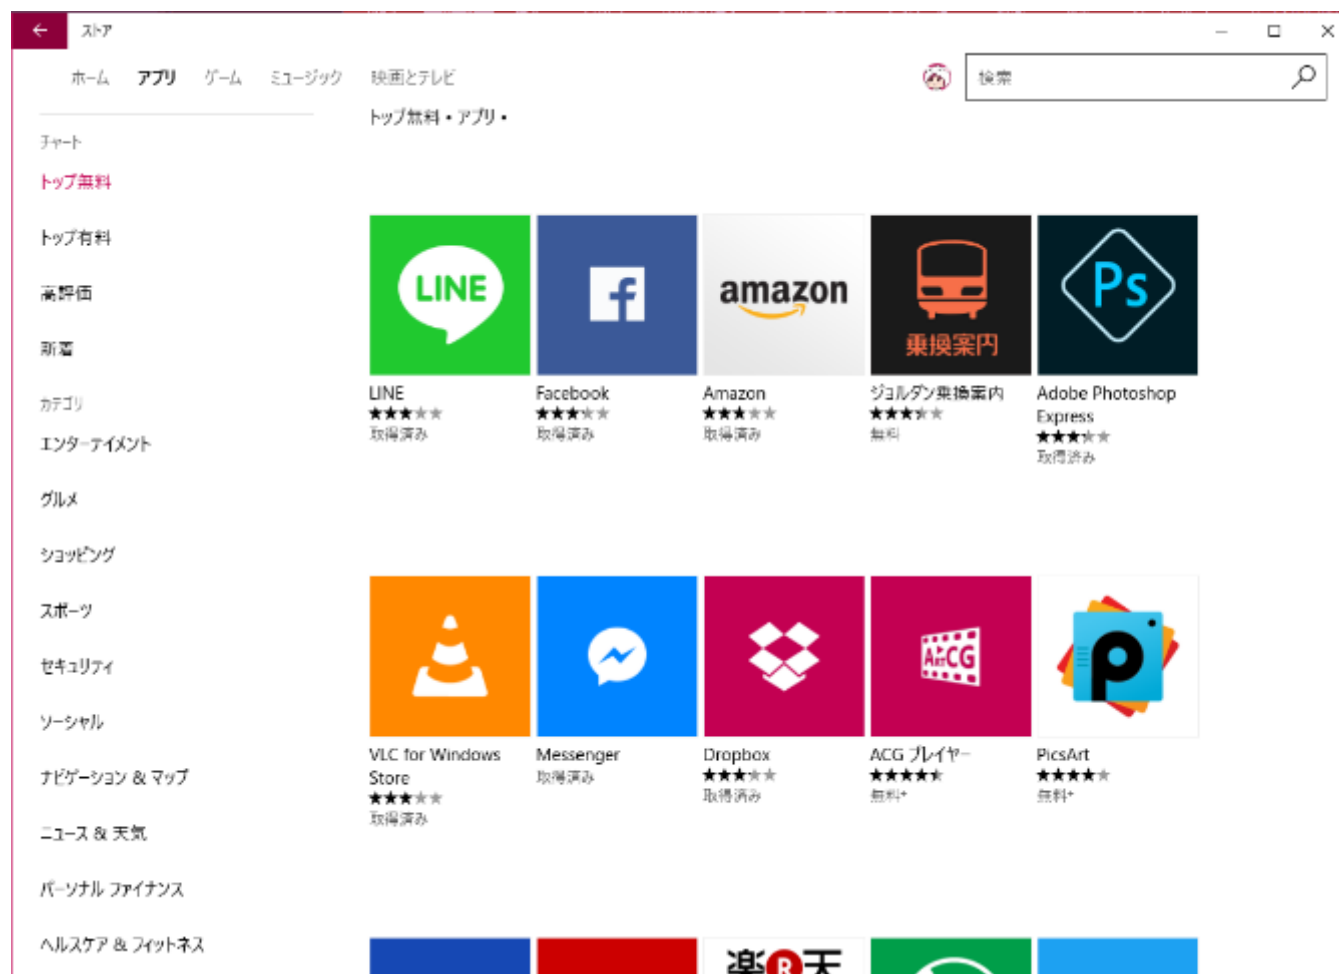 ストア
ホーム アプリ ゲーム ミュージック 映画とテレビ
検索
トップ無料・アプリ・
チャート
トップ無料
トップ有料
高評価
新着
カテゴリ
エンターテイメント
グルメ
ショッピング
スポーツ
セキュリティ
ソーシャル
ナビゲーション & マップ
ニュース & 天気
パーソナル ファイナンス
ヘルスケア & フィットネス
LINE
f
amazon
乗換案内
Ps
LINE
取得済み
Facebook
取得済み
Amazon
取得済み
ジョルダン乗換案内
無料
Adobe Photoshop
Express
取得済み
ArtCG
P
VLC for Windows
Store
取得済み
Messenger
取得済み
Dropbox
取得済み
ACG プレイヤー
無料+
PicsArt
無料+
楽R天